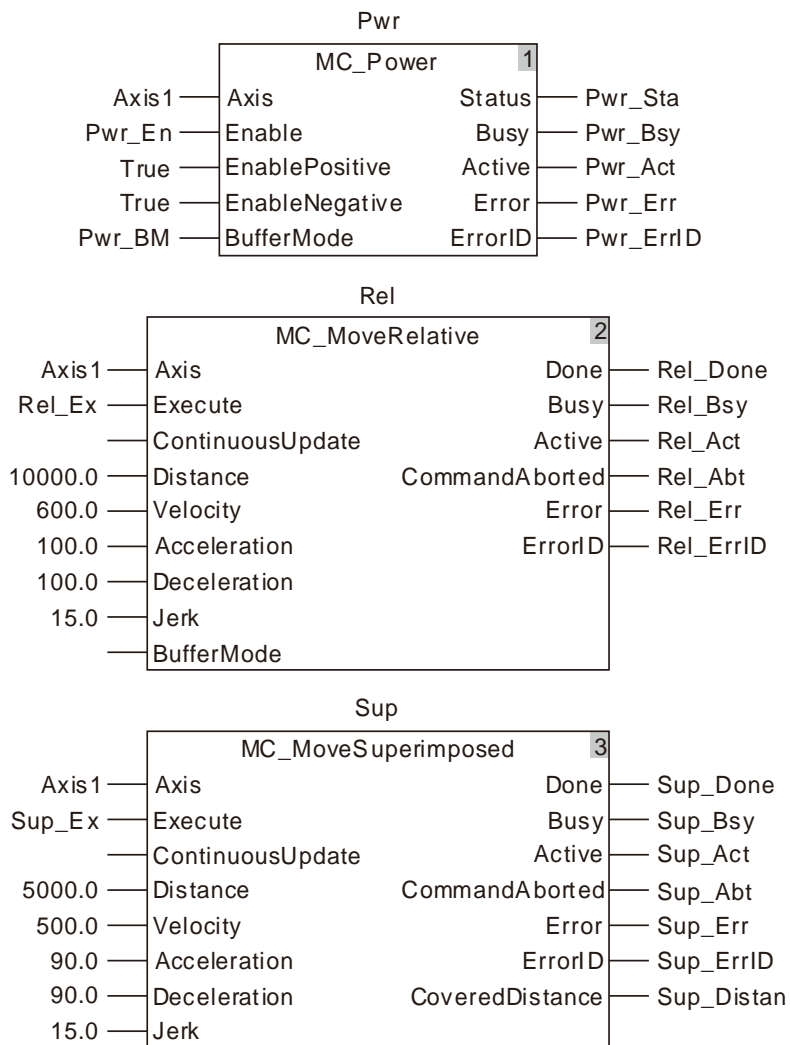 Pwr
MC_Power 1
Axis1 Axis Status Pwr_Sta
Pwr_En Enable Busy Pwr_Bsy
True EnablePositive Active Pwr_Act
True EnableNegative Error Pwr_Err
Pwr_BM BufferMode ErrorID Pwr_ErrID
Rel
MC_MoveRelative 2
Axis1 Axis Done Rel_Done
Rel_Ex Execute Busy Rel_Bsy
ContinuousUpdate Active Rel_Act
10000.0 Distance CommandAborted Rel_Abt
600.0 Velocity Error Rel_Err
100.0 Acceleration ErrorID Rel_ErrID
100.0 Deceleration
15.0 Jerk
BufferMode
Sup
MC_MoveSuperimposed 3
Axis1 Axis Done Sup_Done
Sup_Ex Execute Busy Sup_Bsy
ContinuousUpdate Active Sup_Act
5000.0 Distance CommandAborted Sup_Abt
500.0 Velocity Error Sup_Err
90.0 Acceleration ErrorID Sup_ErrID
90.0 Deceleration CoveredDistance Sup_Distan
15.0 Jerk